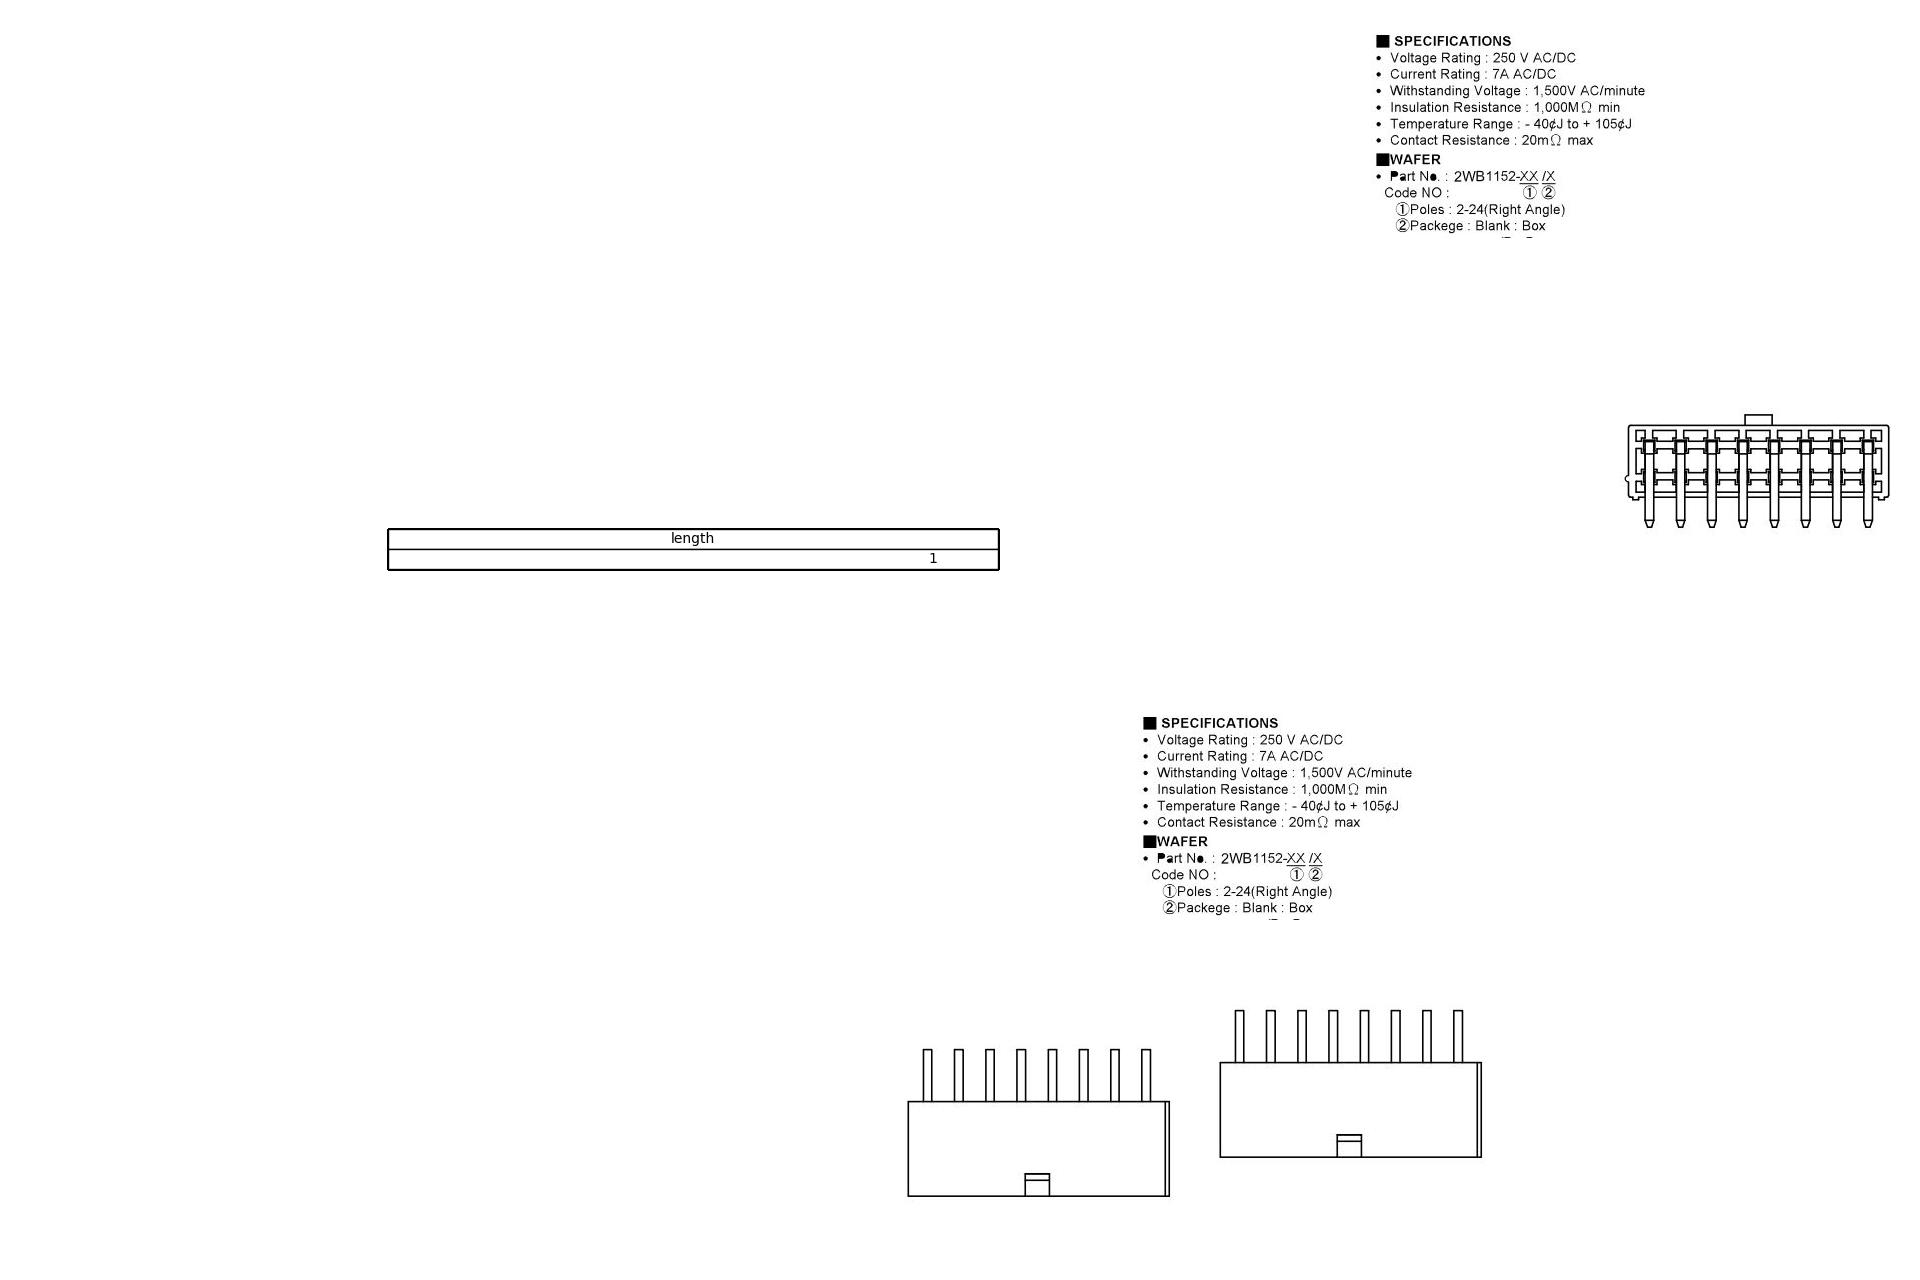 ■ SPECIFICATIONS
• Voltage Rating : 250 V AC/DC
• Current Rating : 7A AC/DC
• Withstanding Voltage : 1,500V AC/minute
• Insulation Resistance : 1,000MΩ min
• Temperature Range : - 40¢J to + 105¢J
• Contact Resistance : 20mΩ max
■WAFER
• Part No. : 2WB1152-XX /X
Code NO : ① ②
①Poles : 2-24(Right Angle)
②Packege : Blank : Box
length
1
■ SPECIFICATIONS
• Voltage Rating : 250 V AC/DC
• Current Rating : 7A AC/DC
• Withstanding Voltage : 1,500V AC/minute
• Insulation Resistance : 1,000MΩ min
• Temperature Range : - 40¢J to + 105¢J
• Contact Resistance : 20mΩ max
■WAFER
• Part No. : 2WB1152-XX /X
Code NO : ① ②
①Poles : 2-24(Right Angle)
②Packege : Blank : Box